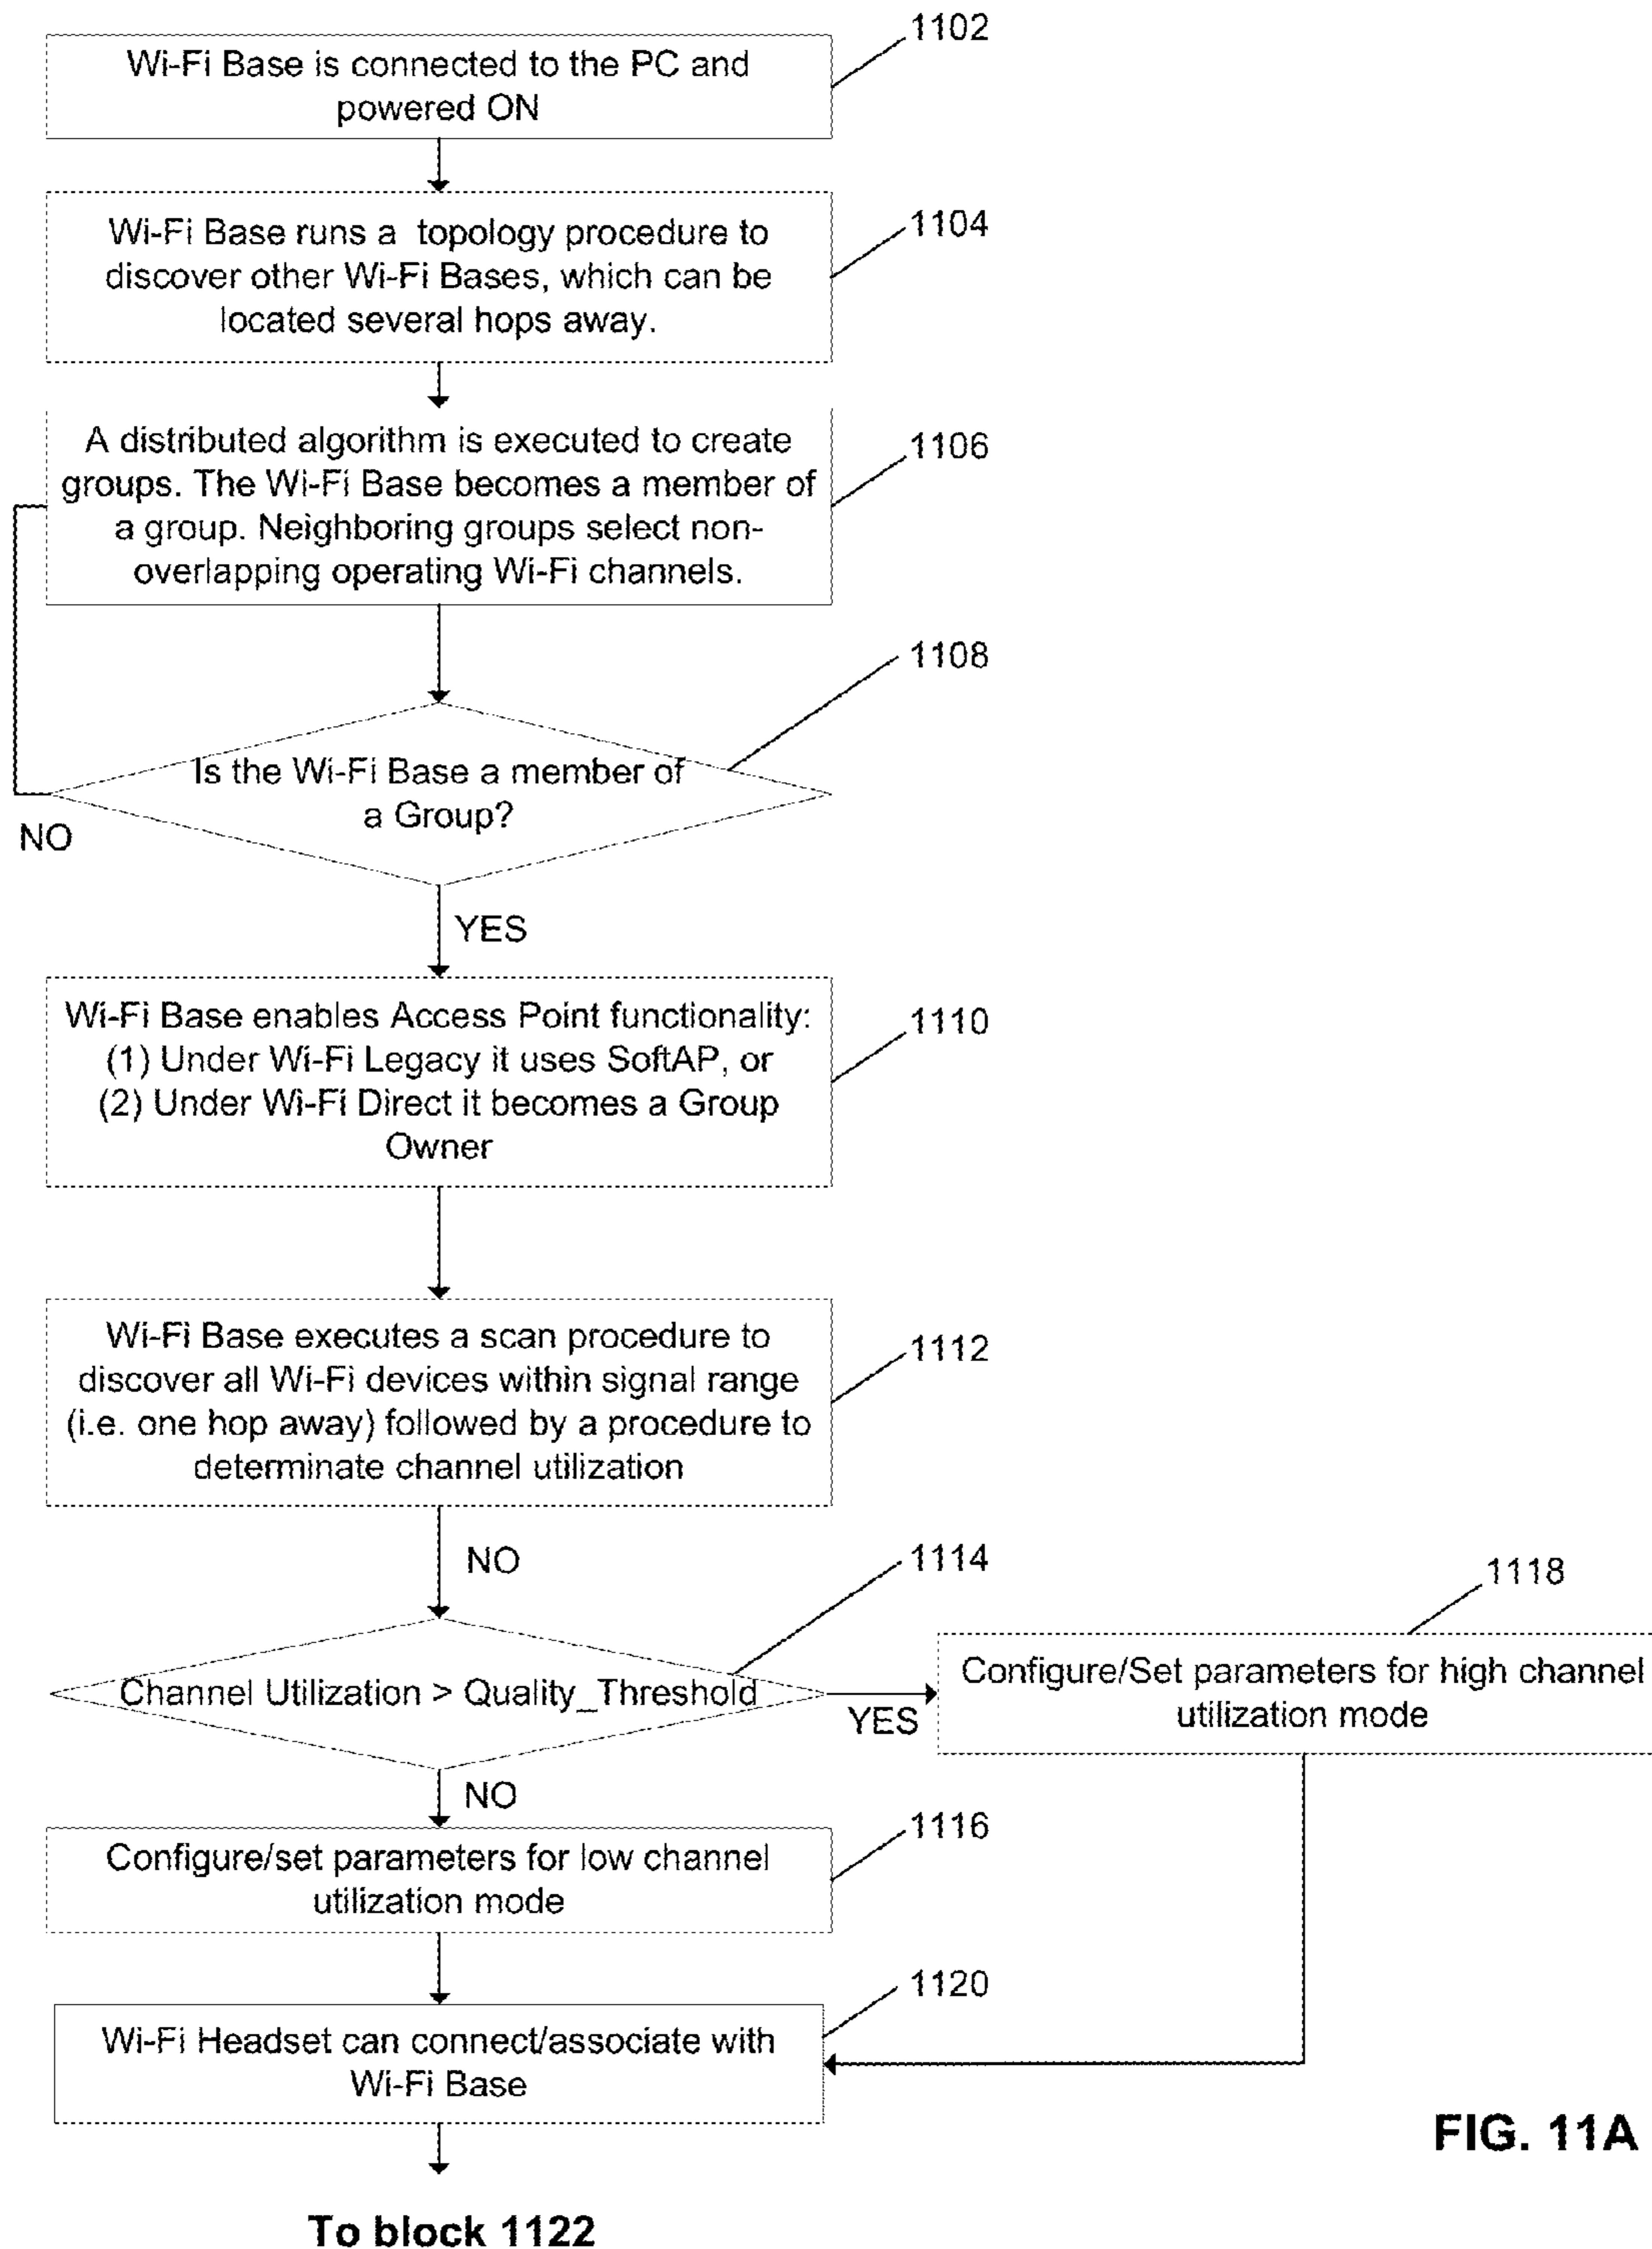 1102
Wi-Fi Base is connected to the PC and
powered ON
1104
Wi-Fi Base runs a topology procedure to
discover other Wi-Fi Bases, which can be
located several hops away.
1106
A distributed algorithm is executed to create
groups. The Wi-Fi Base becomes a member of
a group. Neighboring groups select non-
overlapping operating Wi-Fi channels.
1108
Is the Wi-Fi Base a member of
a Group?
NO
YES
1110
Wi-Fi Base enables Access Point functionality:
(1) Under Wi-Fi Legacy it uses SoftAP, or
(2) Under Wi-Fi Direct it becomes a Group
Owner
1112
Wi-Fi Base executes a scan procedure to
discover all Wi-Fi devices within signal range
(i.e. one hop away) followed by a procedure to
determinate channel utilization
NO
1114
Channel Utilization > Quality_Threshold
YES
1118
Configure/Set parameters for high channel
utilization mode
NO
1116
Configure/set parameters for low channel
utilization mode
1120
Wi-Fi Headset can connect/associate with
Wi-Fi Base
FIG. 11A
To block 1122